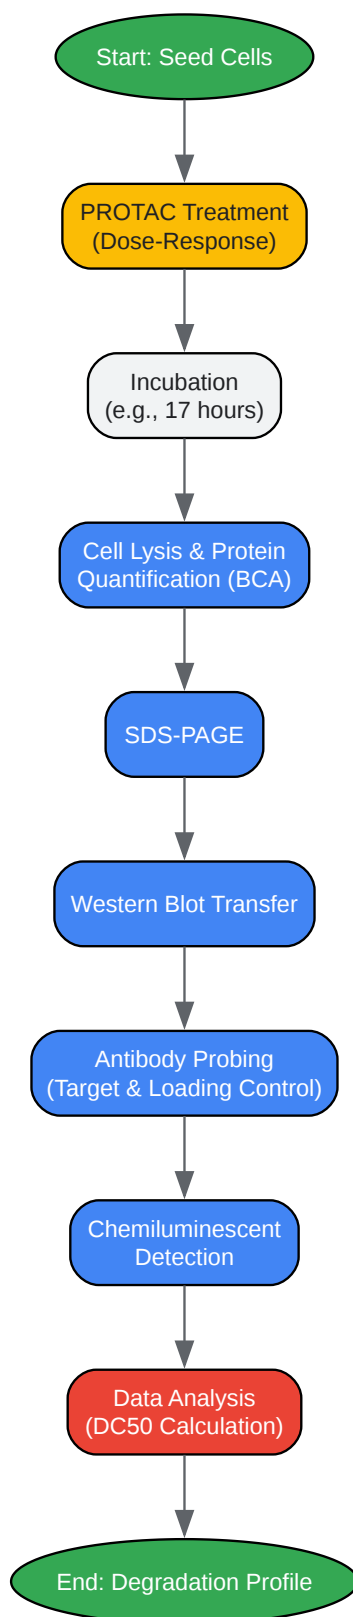 Start: Seed Cells
PROTAC Treatment
(Dose-Response)
Incubation
(e.g., 17 hours)
Cell Lysis & Protein
Quantification (BCA)
SDS-PAGE
Western Blot Transfer
Antibody Probing
(Target & Loading Control)
Chemiluminescent
Detection
Data Analysis
(DC50 Calculation)
End: Degradation Profile